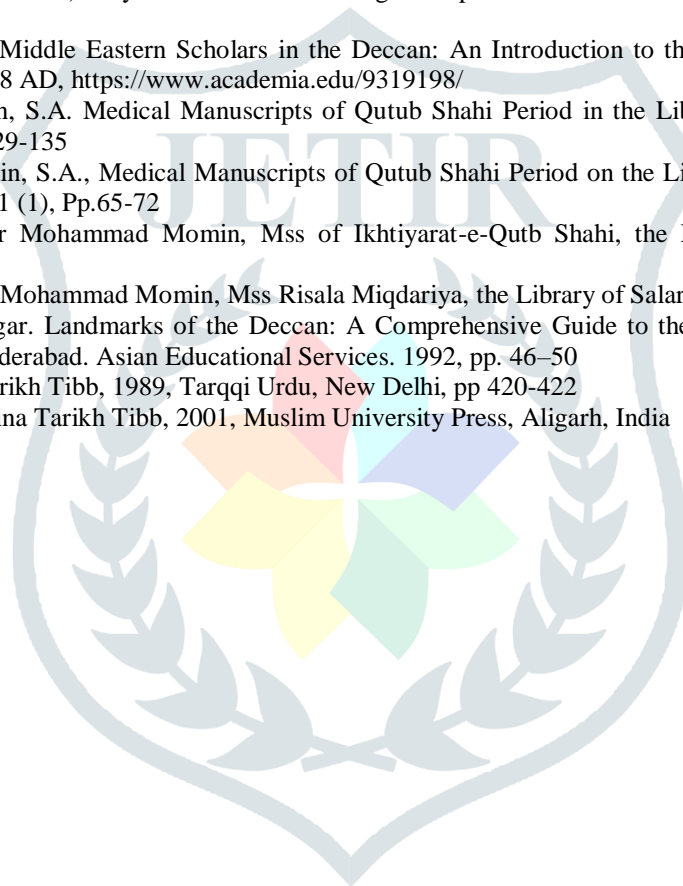 Middle Eastern Scholars in the Deccan: An Introduction to th
8 AD, https://www.academia.edu/9319198/
S.A. Medical Manuscripts of Qutub Shahi Period in the Lib
29-135
in, S.A., Medical Manuscripts of Qutub Shahi Period on the Li
1 (1), Pp.65-72
r Mohammad Momin, Mss of Ikhtiyarat-e-Qutb Shahi, the
Mohammad Momin, Mss Risala Miqdariya, the Library of Salar
gar. Landmarks of the Deccan: A Comprehensive Guide to the
derabad. Asian Educational Services. 1992, pp. 46–50
rikh Tibb, 1989, Tarqqi Urdu, New Delhi, pp 420-422
na Tarikh Tibb, 2001, Muslim University Press, Aligarh, India
JETIR